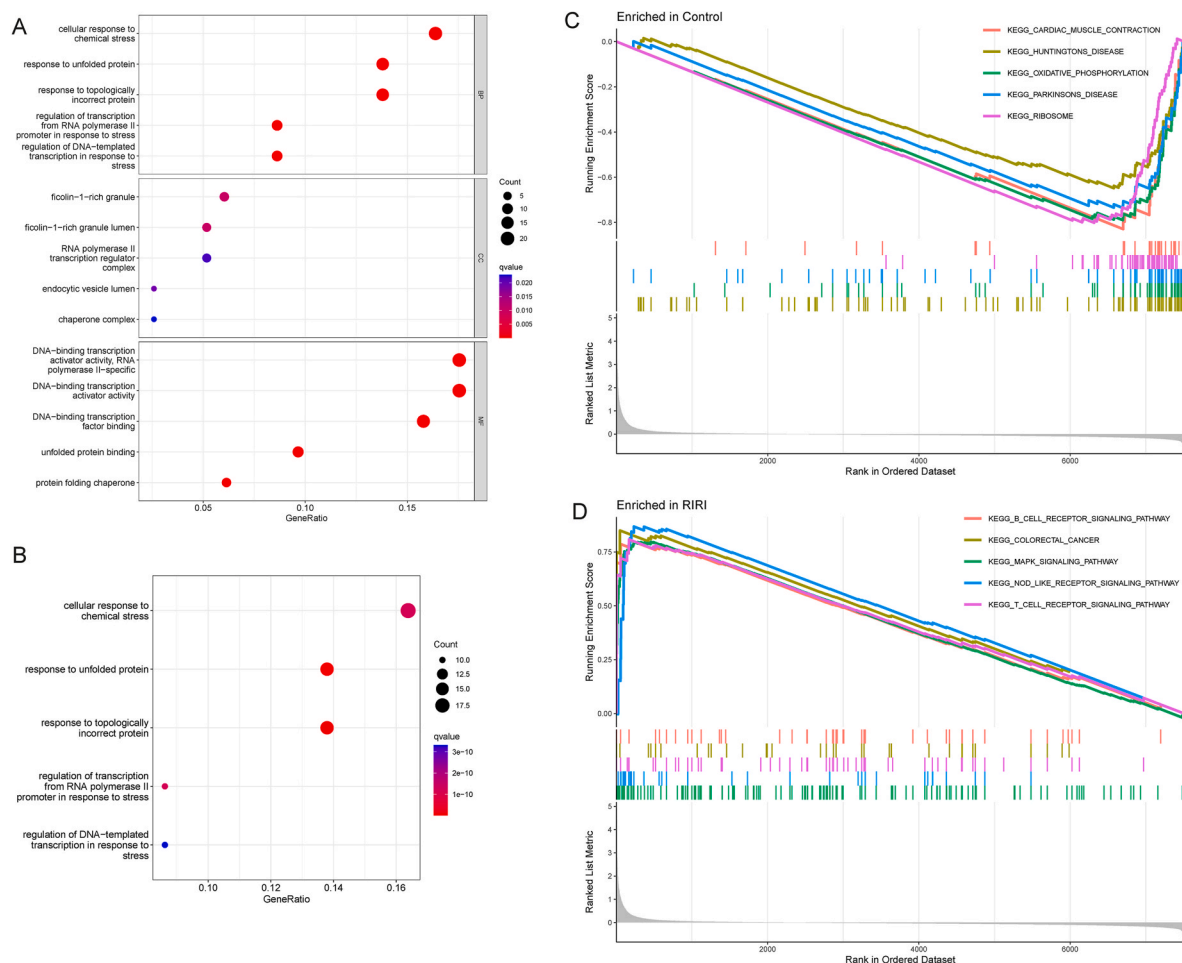 A
cellular response to
chemical stress
response to unfolded protein
response to topologically
incorrect protein
regulation of transcription
from RNA polymerase II
promoter in response to stress
regulation of DNA-templated
transcription in response to
stress
BP
ficolin-1-rich granule
ficolin-1-rich granule lumen
RNA polymerase II
transcription regulator
complex
endocytic vesicle lumen
chaperone complex
CC
DNA-binding transcription
activator activity, RNA
polymerase II-specific
DNA-binding transcription
activator activity
DNA-binding transcription
factor binding
unfolded protein binding
protein folding chaperone
MF
0.05 0.10 0.15
GeneRatio
Count
5
10
15
20
qvalue
0.020
0.015
0.010
0.005
B
cellular response to
chemical stress
response to unfolded protein
response to topologically
incorrect protein
regulation of transcription
from RNA polymerase II
promoter in response to stress
regulation of DNA-templated
transcription in response to
stress
0.10 0.12 0.14 0.16
GeneRatio
Count
10.0
12.5
15.0
17.5
qvalue
3e-10
2e-10
1e-10
C
Enriched in Control
KEGG_CARDIAC_MUSCLE_CONTRACTION
KEGG_HUNTINGTONS_DISEASE
KEGG_OXIDATIVE_PHOSPHORYLATION
KEGG_PARKINSONS_DISEASE
KEGG_RIBOSOME
Running Enrichment Score
0.0
-0.2
-0.4
-0.6
-0.8
Ranked List Metric
5
4
3
2
1
0
2000 4000 6000
Rank in Ordered Dataset
D
Enriched in RIRI
KEGG_B_CELL_RECEPTOR_SIGNALING_PATHWAY
KEGG_COLORECTAL_CANCER
KEGG_MAPK_SIGNALING_PATHWAY
KEGG_NOD_LIKE_RECEPTOR_SIGNALING_PATHWAY
KEGG_T_CELL_RECEPTOR_SIGNALING_PATHWAY
Running Enrichment Score
0.75
0.50
0.25
0.00
Ranked List Metric
5
4
3
2
1
0
2000 4000 6000
Rank in Ordered Dataset